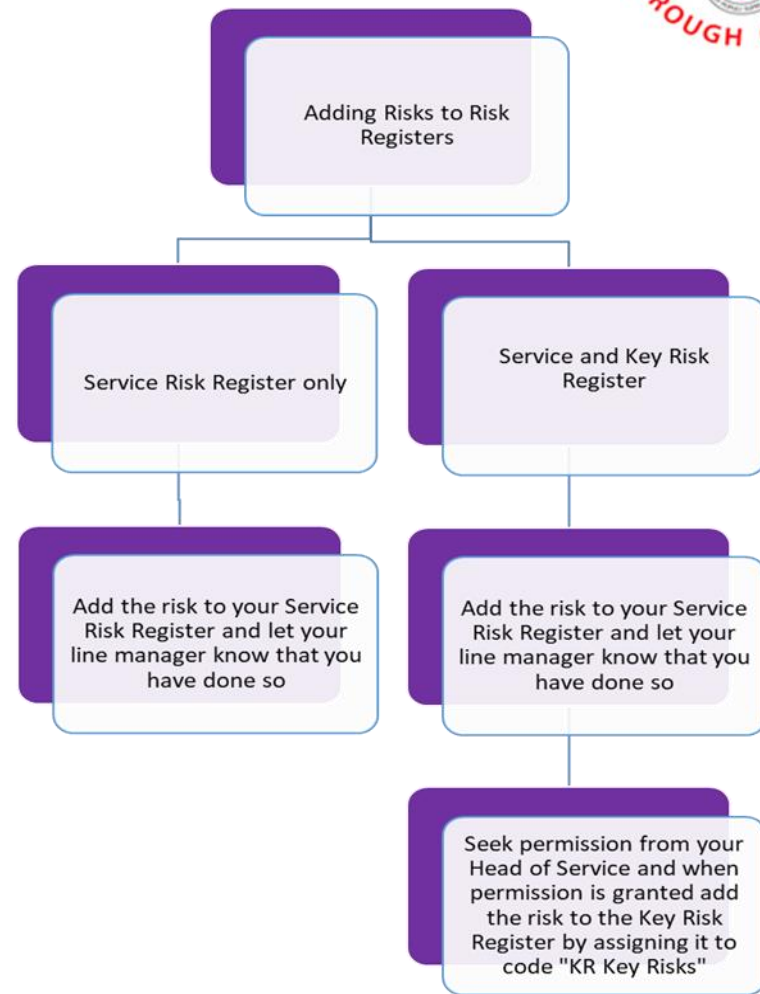 ROUGH
Adding Risks to Risk
Registers
Service Risk Register only
Service and Key Risk
Register
Add the risk to your Service
Risk Register and let your
line manager know that you
have done so
Add the risk to your Service
Risk Register and let your
line manager know that you
have done so
Seek permission from your
Head of Service and when
permission is granted add
the risk to the Key Risk
Register by assigning it to
code "KR Key Risks"